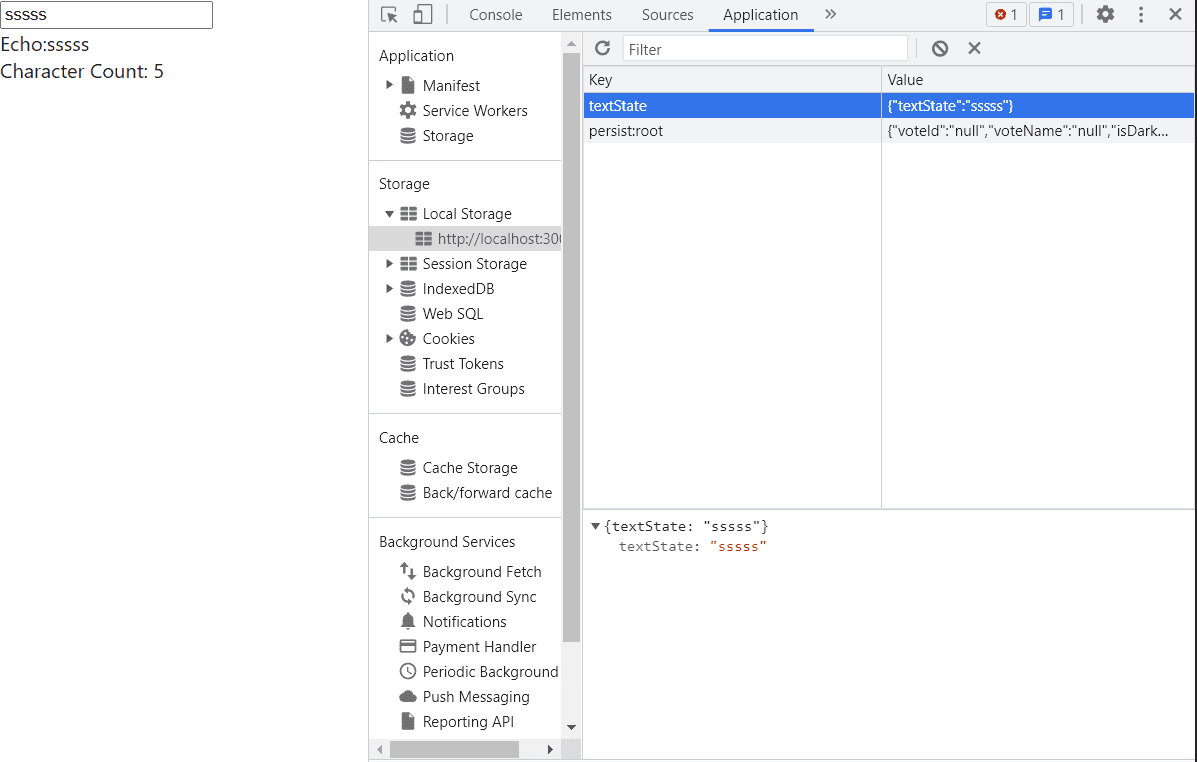 sssss
Echo:sssss
Character Count: 5
Console Elements Sources Application 1 1
Application
Manifest
Service Workers
Storage
Storage
Local Storage
http://localhost:300
Session Storage
IndexedDB
Web SQL
Cookies
Trust Tokens
Interest Groups
Cache
Cache Storage
Back/forward cache
Background Services
Background Fetch
Background Sync
Notifications
Payment Handler
Periodic Background
Push Messaging
Reporting API
Filter
Key Value
textState {"textState":"sssss"}
persist:root {"voteId":"null","voteName":"null","isDark...
{textState: "sssss"}
textState: "sssss"